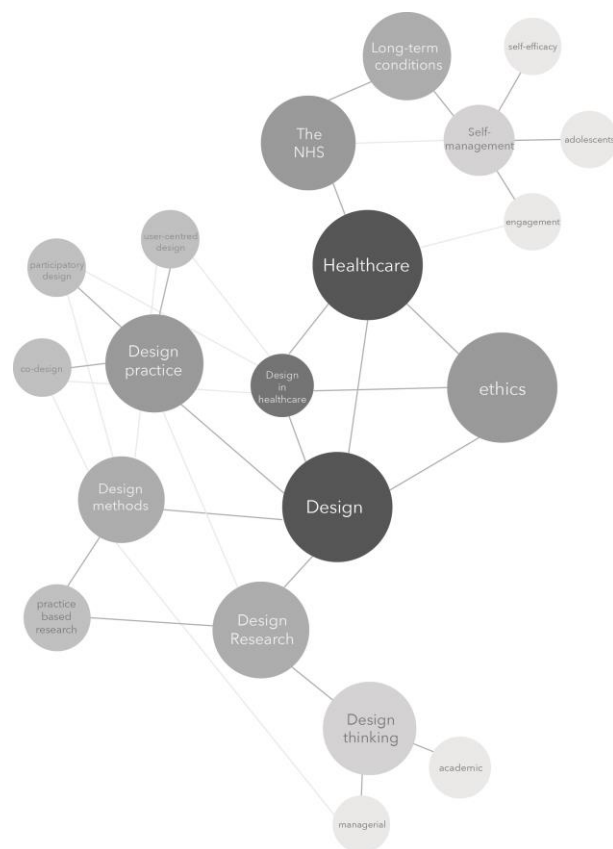 Long-term
conditions
self-efficacy
The
NHS
Self-
management
adolescents
engagement
user-centred
design
participatory
design
Healthcare
Design
practice
co-design
Design
in
healthcare
ethics
Design
methods
Design
practice
based
research
Design
Research
Design
thinking
academic
managerial